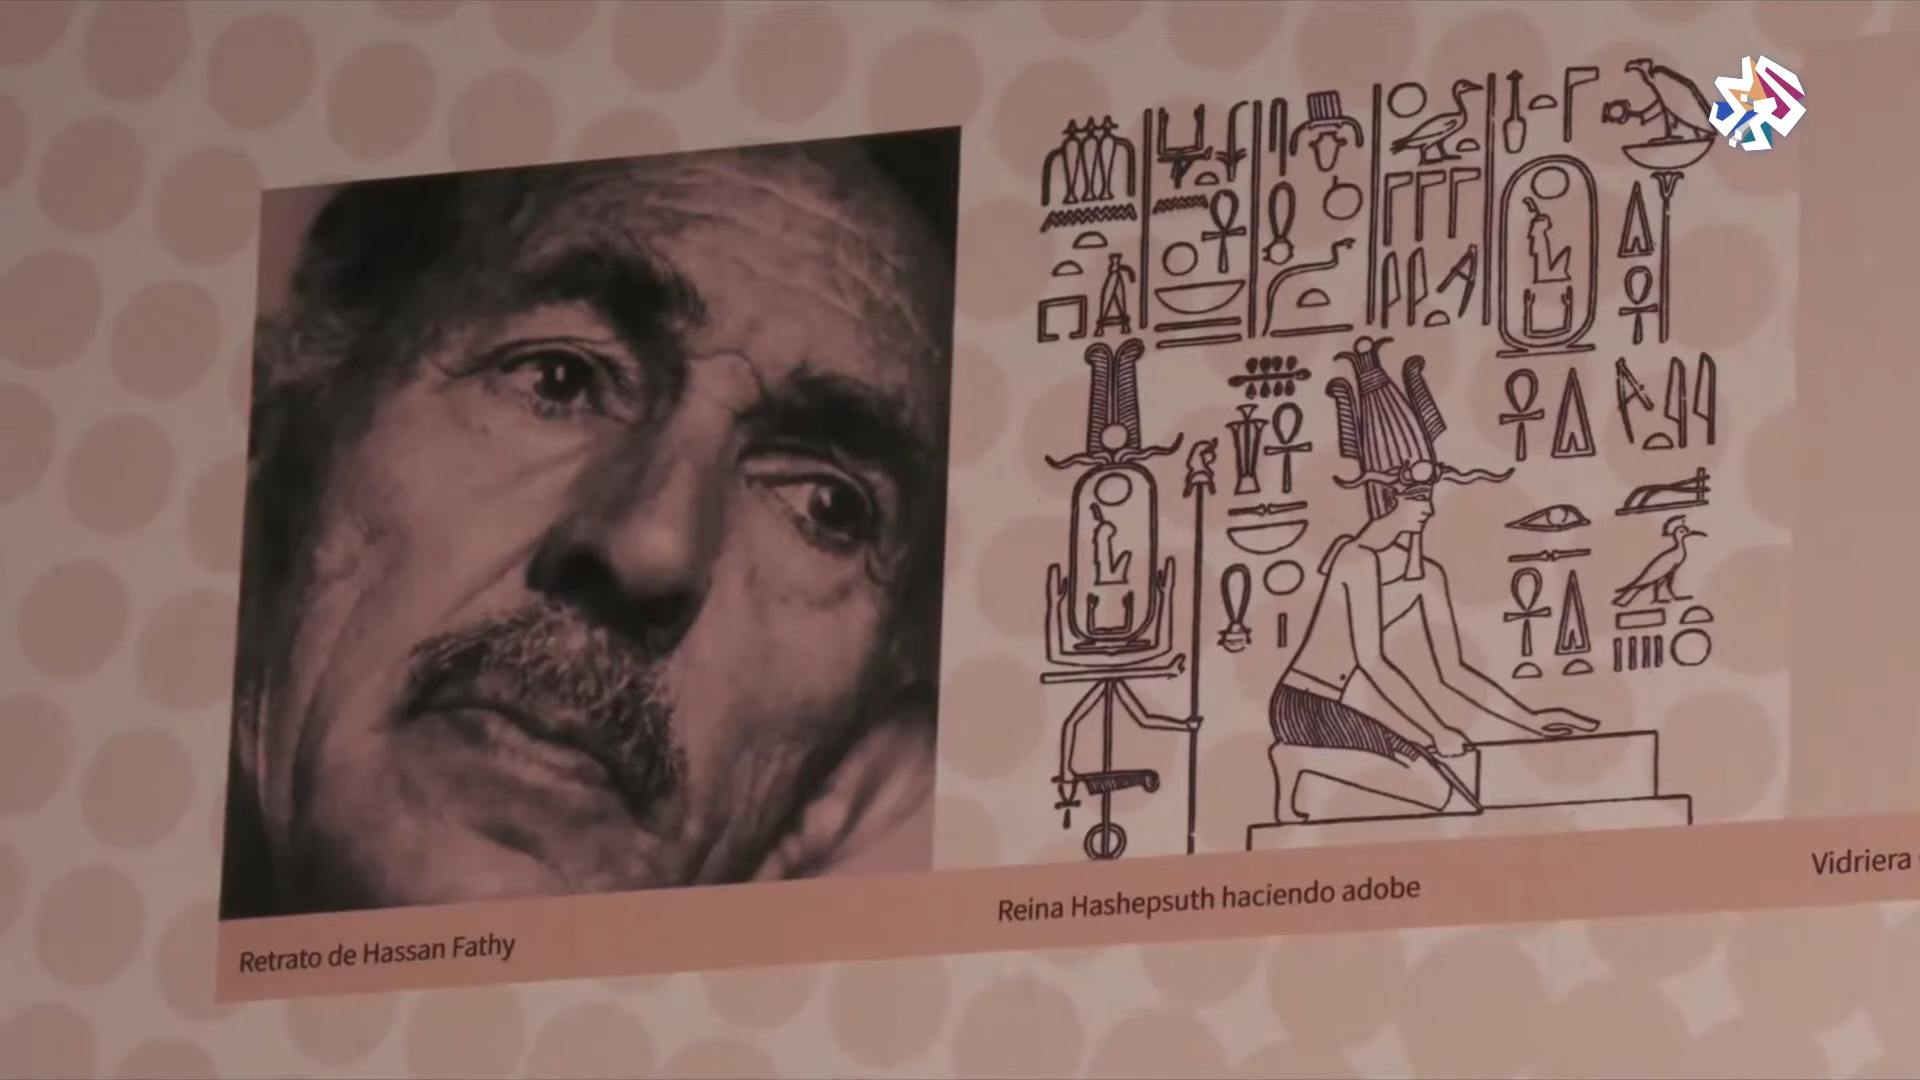 Retrato de Hassan Fathy
Reina Hashepsuth haciendo adobe
Vidriera